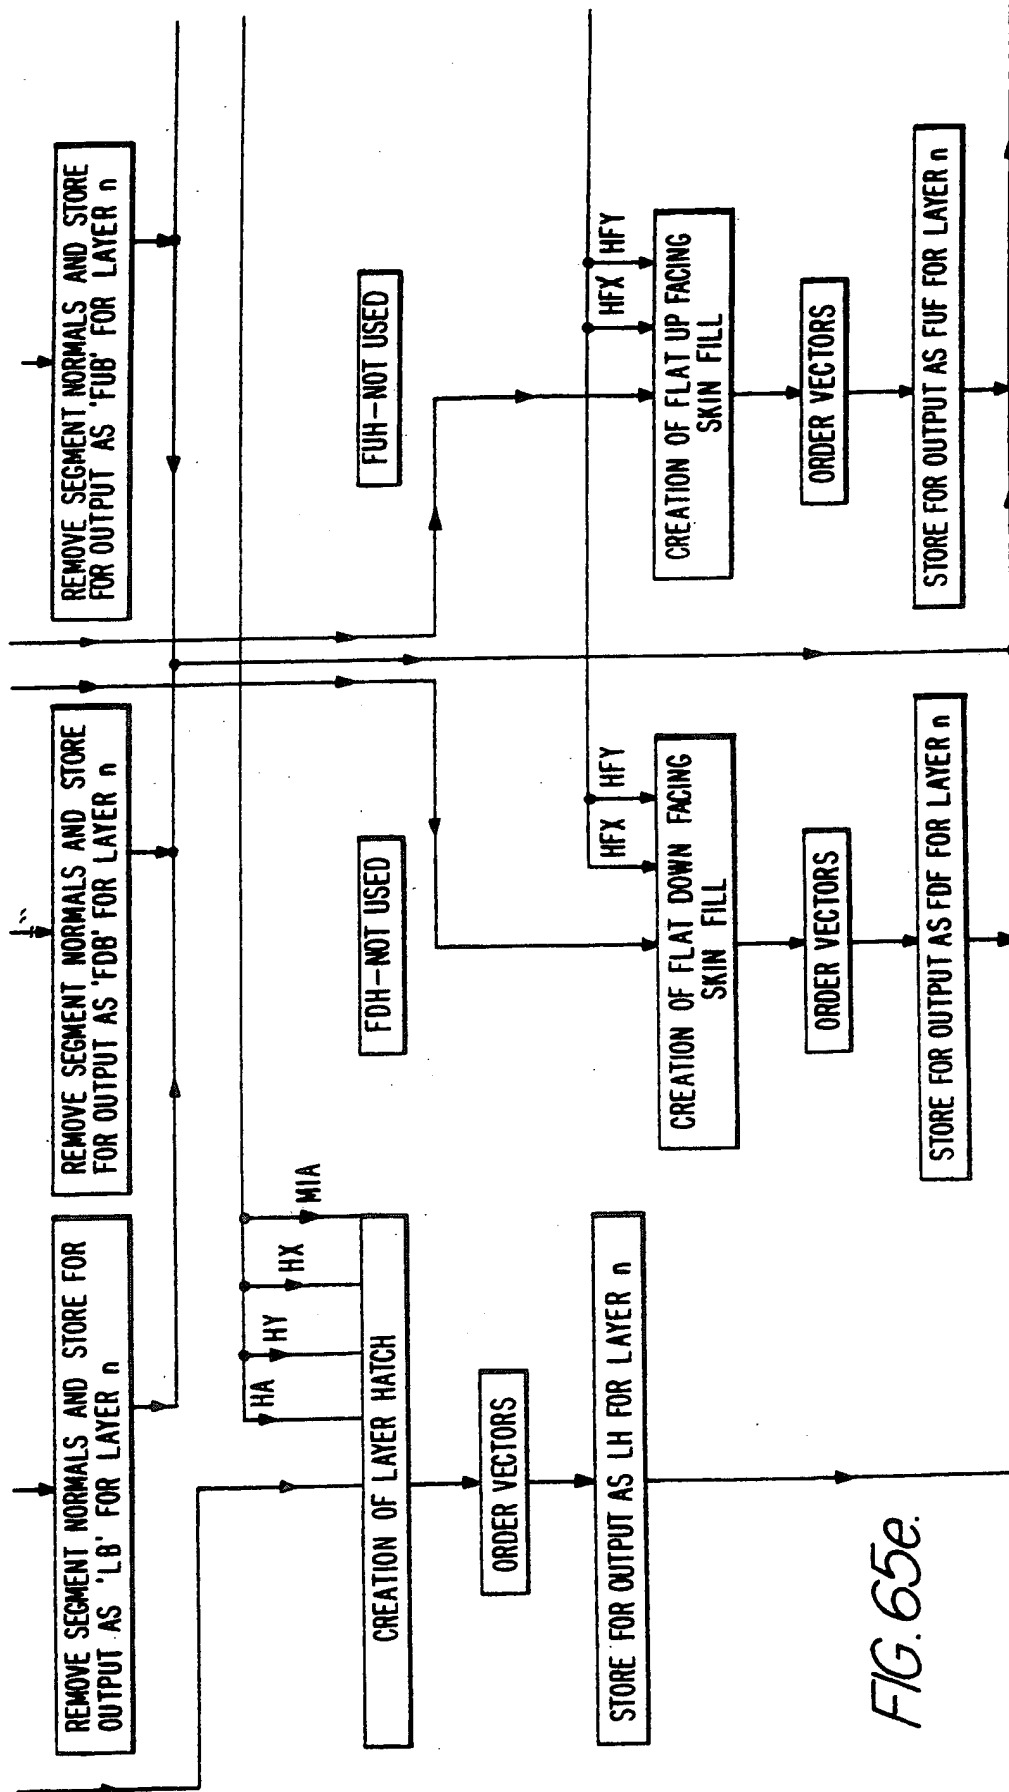 REMOVE SEGMENT NORMALS AND STORE FOR
OUTPUT AS 'LB' FOR LAYER n
REMOVE SEGMENT NORMALS AND STORE
FOR OUTPUT AS 'FDB' FOR LAYER n
REMOVE SEGMENT NORMALS AND STORE
FOR OUTPUT AS 'FUB' FOR LAYER n
HA
HY
HX
MIA
CREATION OF LAYER HATCH
FDH-NOT USED
FUH-NOT USED
ORDER VECTORS
STORE FOR OUTPUT AS LH FOR LAYER n
HFX
HFY
CREATION OF FLAT DOWN FACING
SKIN FILL
HFX
HFY
CREATION OF FLAT UP FACING
SKIN FILL
ORDER VECTORS
ORDER VECTORS
STORE FOR OUTPUT AS FDF FOR LAYER n
STORE FOR OUTPUT AS FUF FOR LAYER n
FIG. 65e.